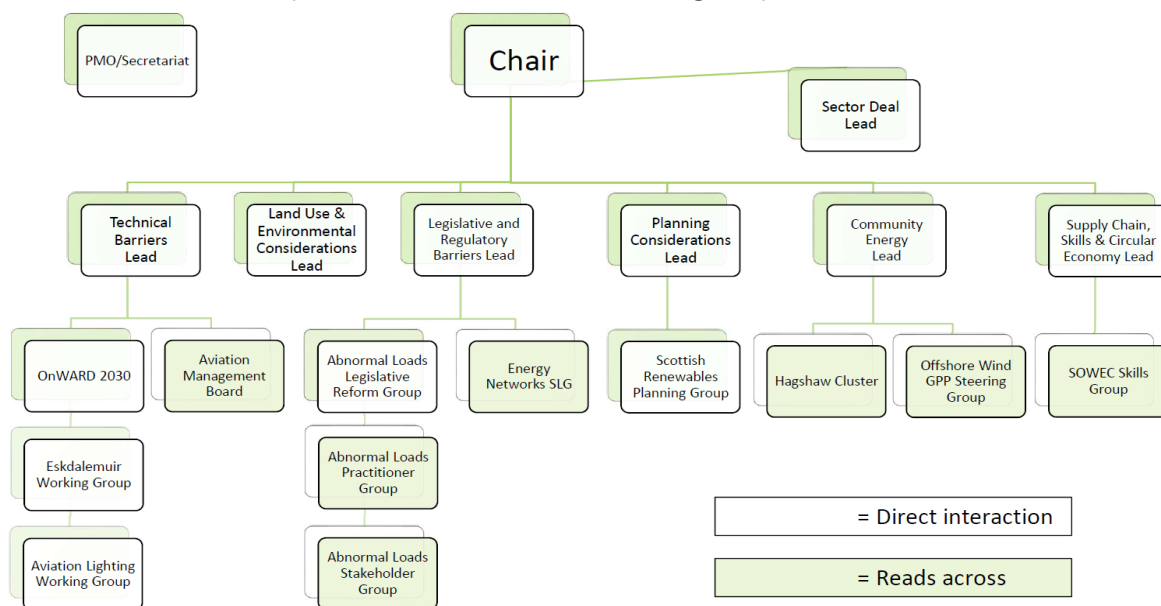 PMO/Secretariat
Chair
Sector Deal
Lead
Technical
Barriers
Lead
Land Use &
Environmental
Considerations
Lead
Legislative and
Regulatory
Barriers Lead
Planning
Considerations
Lead
Community
Energy
Lead
Supply Chain,
Skills & Circular
Economy Lead
OnWARD 2030
Aviation
Management
Board
Abnormal Loads
Legislative
Reform Group
Energy
Networks SLG
Scottish
Renewables
Planning Group
Hagshaw Cluster
Offshore Wind
GPP Steering
Group
SOWEC Skills
Group
Eskdalemuir
Working Group
Abnormal Loads
Practitioner
Group
Aviation Lighting
Working Group
Abnormal Loads
Stakeholder
Group
= Direct interaction
= Reads across